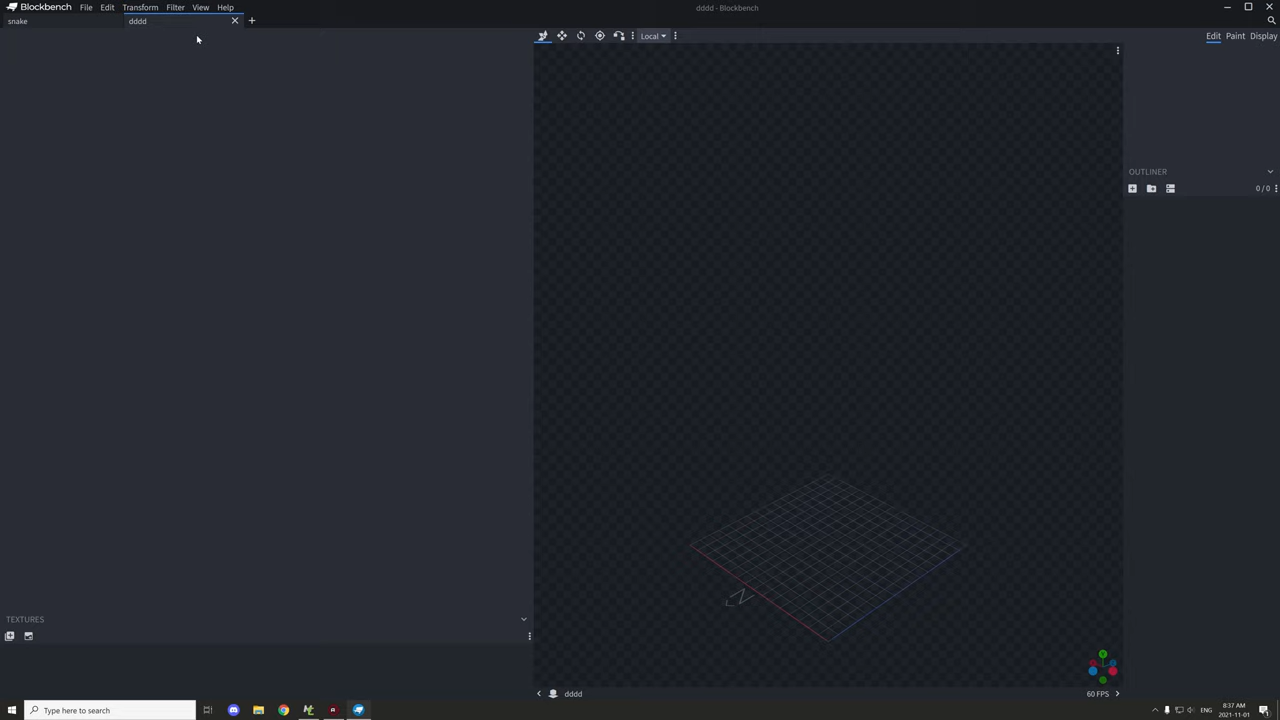 Blockbench File Edit Transform Filter View Help
dddd - Blockbench
snake dddd
Local
Edit Paint Display
OUTLINER
0 / 0
N
TEXTURES
dddd
60 FPS
Type here to search
ENG
8:37 AM
2021-11-01